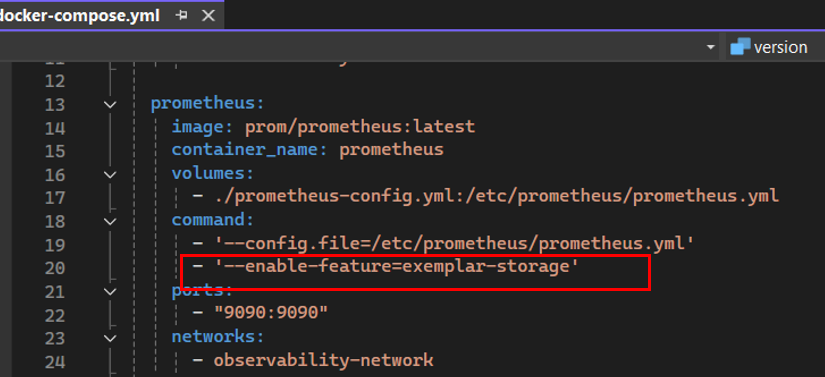 docker-compose.yml
version
12
13 prometheus:
14 image: prom/prometheus:latest
15 container_name: prometheus
16 volumes:
17 - ./prometheus-config.yml:/etc/prometheus/prometheus.yml
18 command:
19 - '--config.file=/etc/prometheus/prometheus.yml'
20 - '--enable-feature=exemplar-storage'
21 ports:
22 - "9090:9090"
23 networks:
24 - observability-network